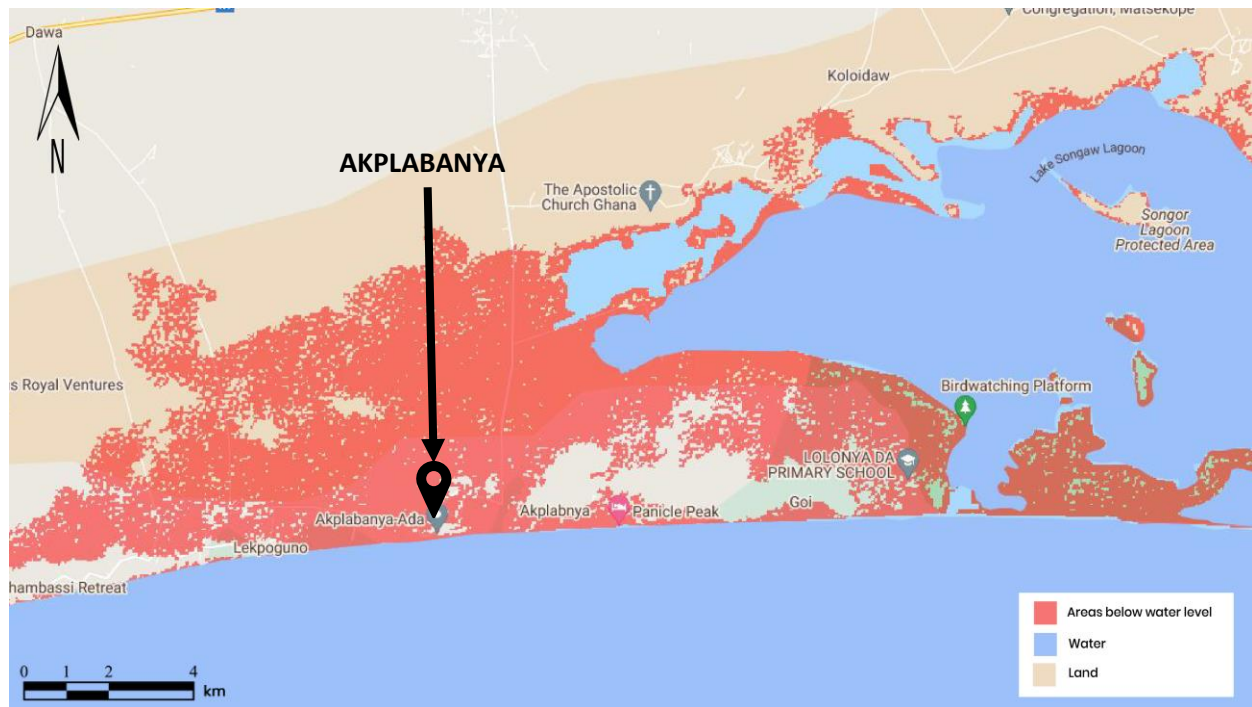 Congregation, Matsekope
Dawa
Koloidaw
N
AKPLABANYA
Lake Songaw Lagoon
The Apostolic
Church Ghana
Songor
Lagoon
Protected Area
s Royal Ventures
Birdwatching Platform
LOLONYA DA
PRIMARY SCHOOL
Akplabanya-Ada
Akplabnya
Panicle Peak
Goi
Lekpoguno
hambassi Retreat
Areas below water level
Water
Land
0 1 2 4
km